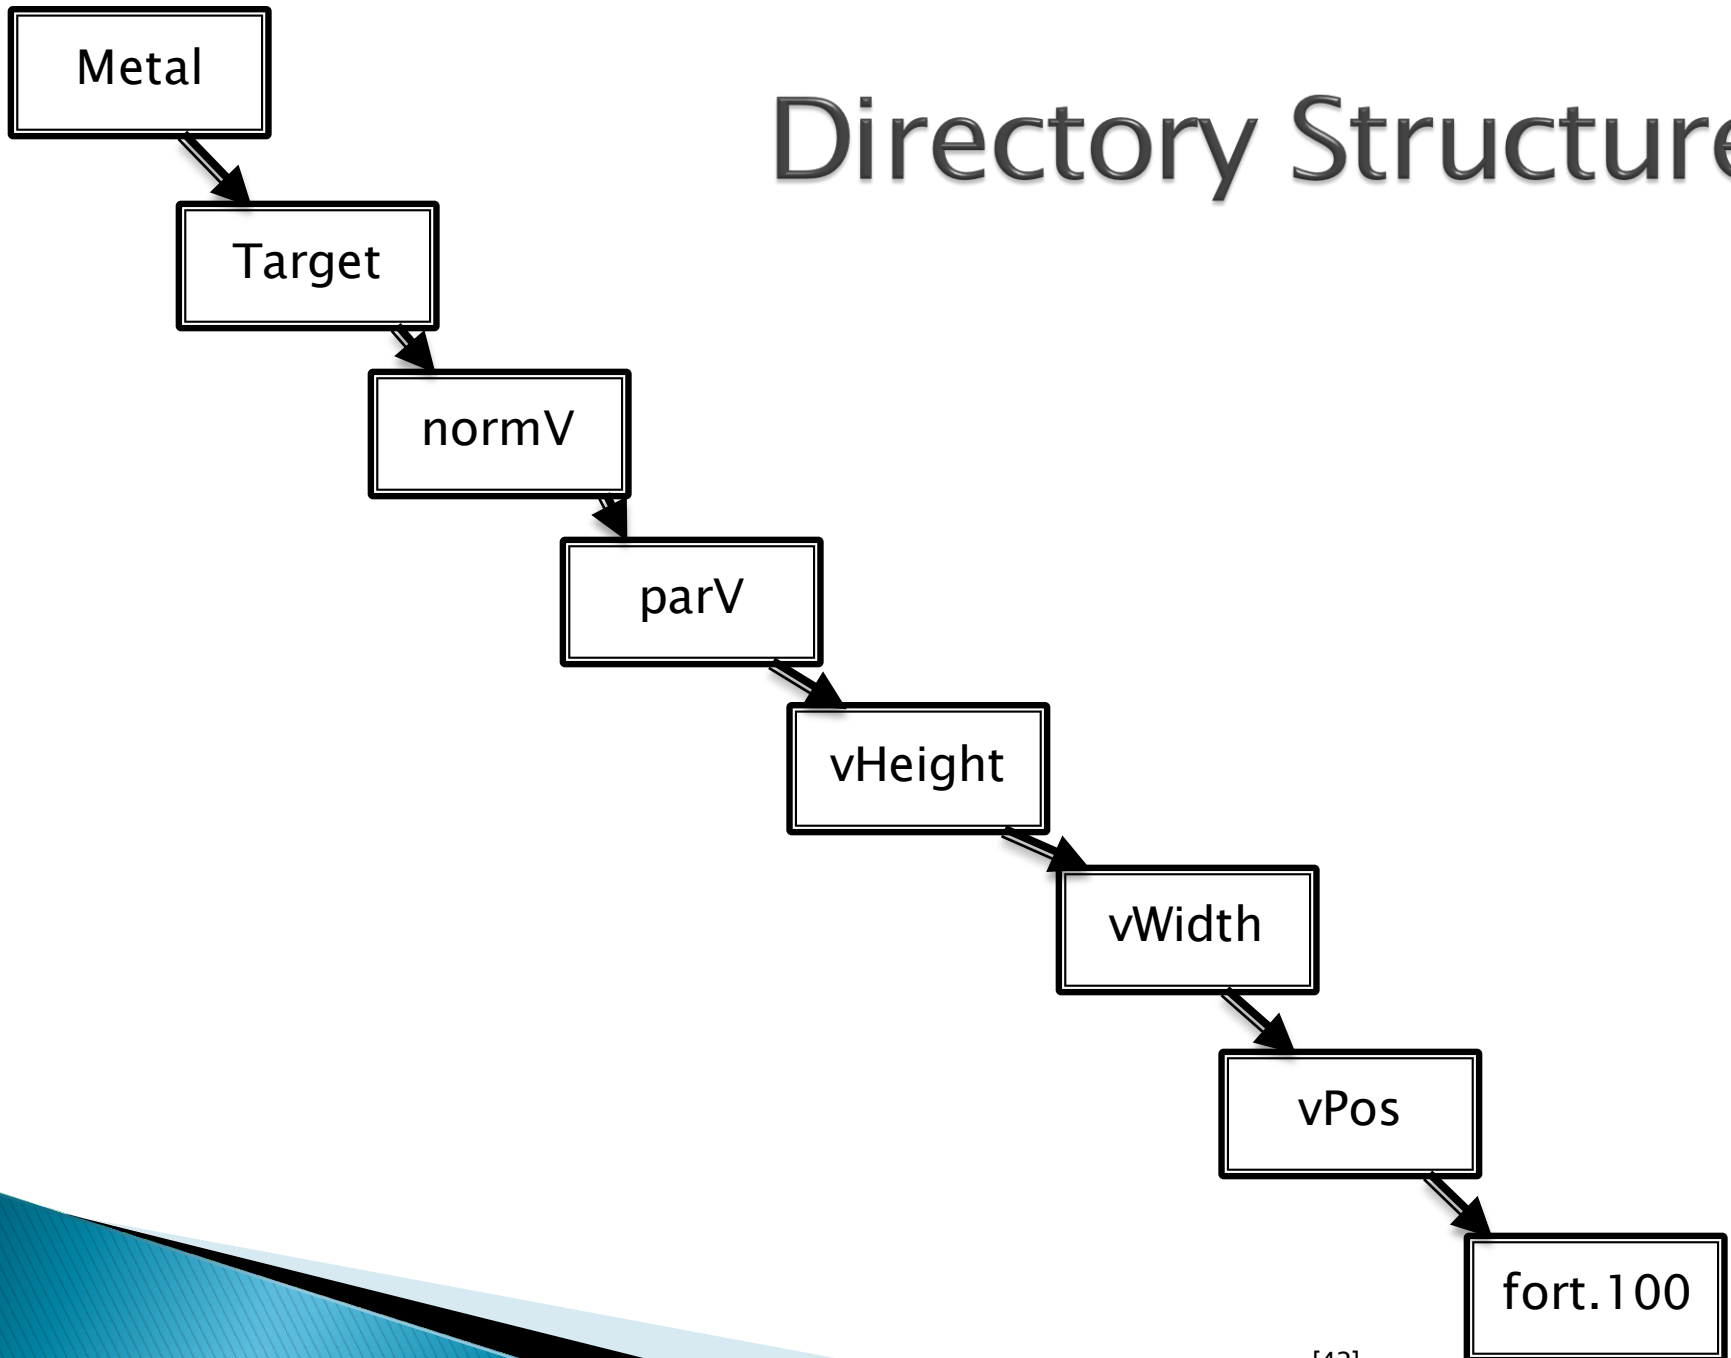 Metal
Directory Structure
Target
normV
parV
vHeight
vWidth
vPos
fort.100